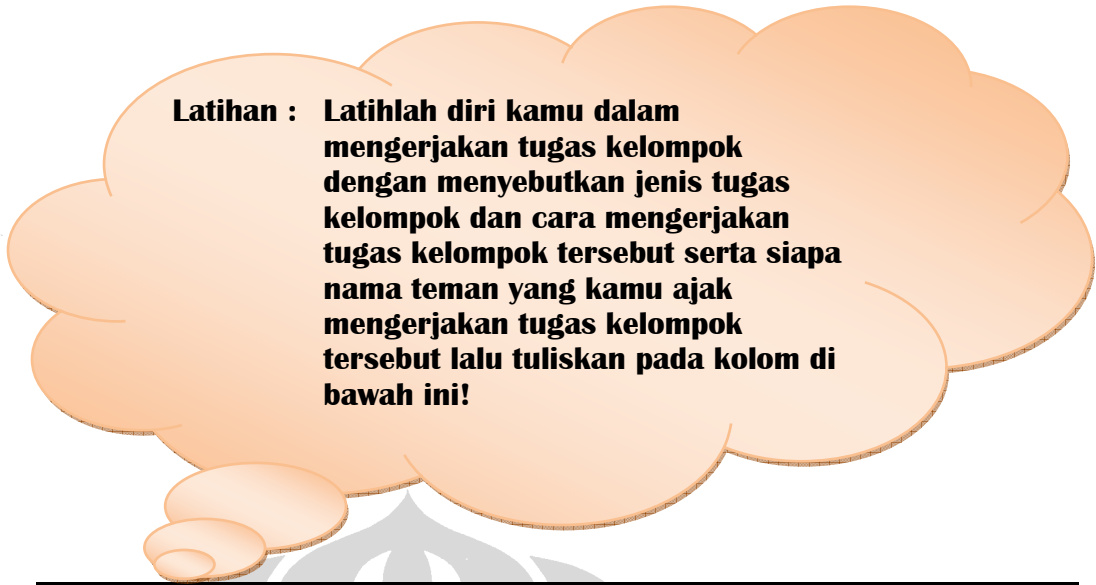 Latihan : Latihlah diri kamu dalam
mengerjakan tugas kelompok
dengan menyebutkan jenis tugas
kelompok dan cara mengerjakan
tugas kelompok tersebut serta siapa
nama teman yang kamu ajak
mengerjakan tugas kelompok
tersebut lalu tuliskan pada kolom di
bawah ini!